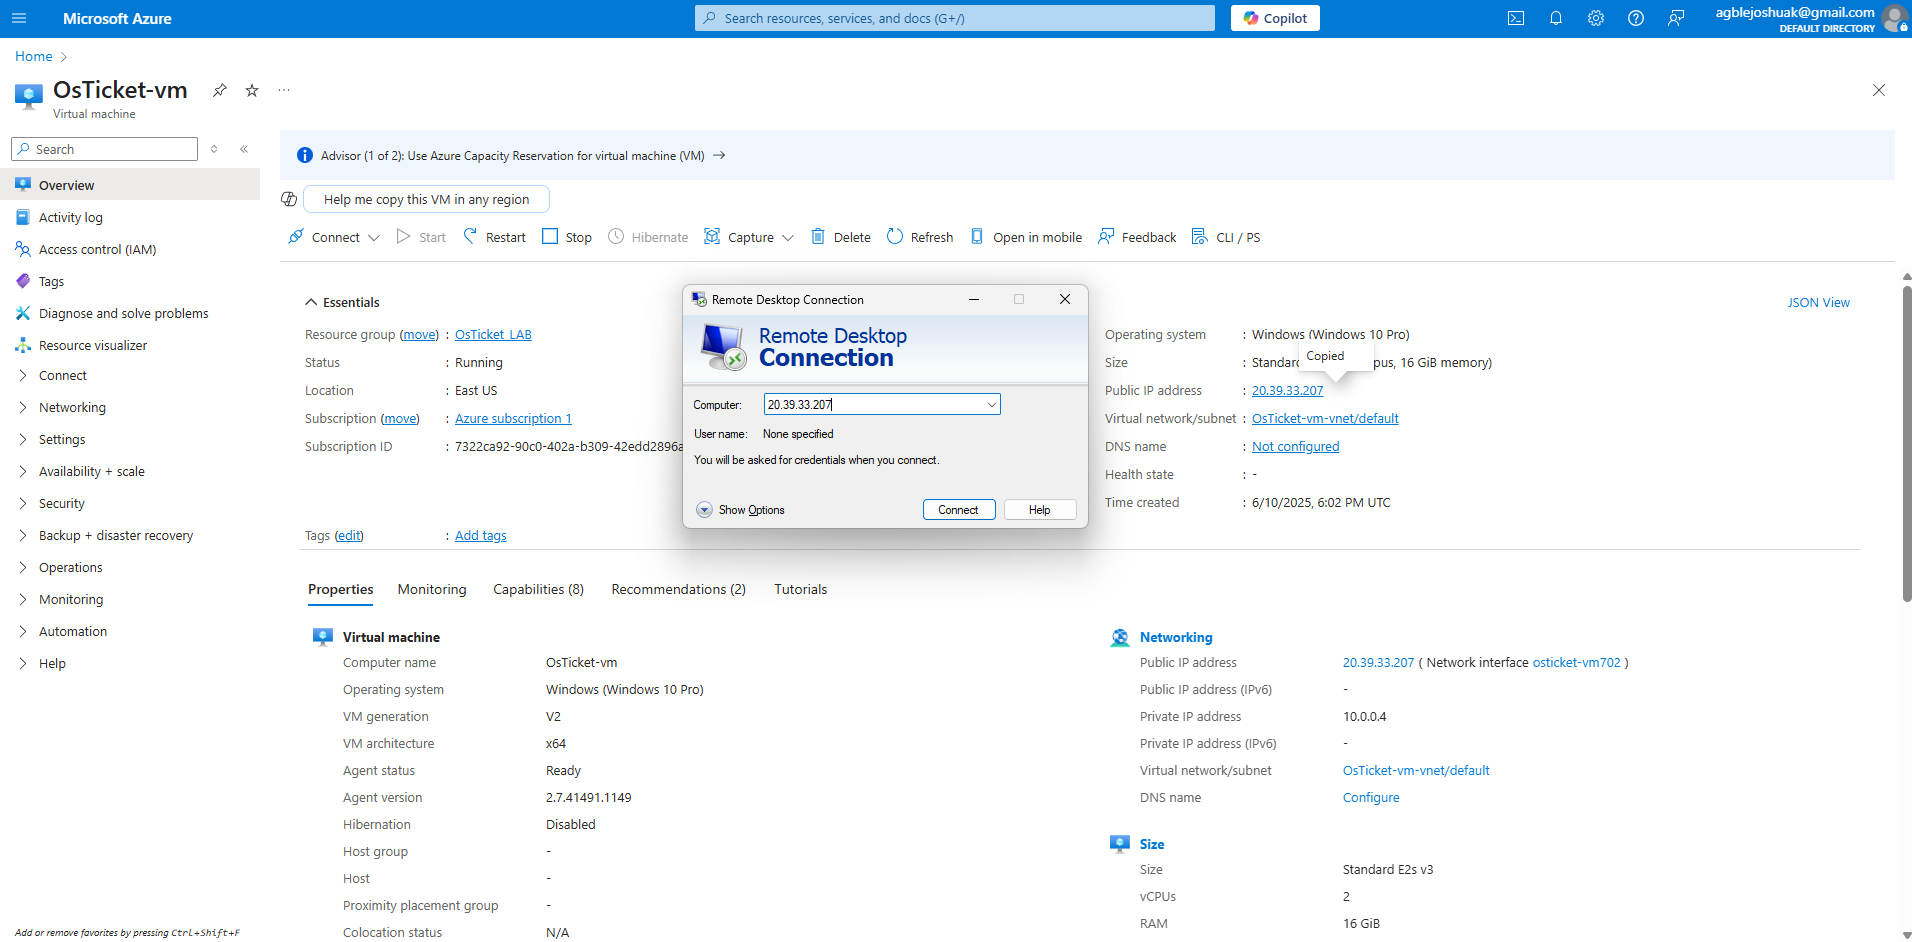 Microsoft Azure
Search resources, services, and docs (G+/)
Copilot
agblejoshuak@gmail.com
DEFAULT DIRECTORY
Home
OsTicket-vm
Virtual machine
Search
Overview
Activity log
Access control (IAM)
Tags
Diagnose and solve problems
Resource visualizer
Connect
Networking
Settings
Availability + scale
Security
Backup + disaster recovery
Operations
Monitoring
Automation
Help
Add or remove favorites by pressing Ctrl+Shift+F
Advisor (1 of 2): Use Azure Capacity Reservation for virtual machine (VM) →
Help me copy this VM in any region
Connect Start Restart Stop Hibernate Capture Delete Refresh Open in mobile Feedback CLI / PS
Essentials
JSON View
Resource group (move) : OsTicket_LAB
Status : Running
Location : East US
Subscription (move) : Azure subscription 1
Subscription ID : 7322ca92-90c0-402a-b309-42edd2896a
Tags (edit) : Add tags
Remote Desktop Connection
Remote Desktop
Connection
Computer: 20.39.33.207
User name: None specified
You will be asked for credentials when you connect.
Show Options
Connect
Help
Operating system : Windows (Windows 10 Pro)
Copied
Size : Standard pus, 16 GiB memory)
Public IP address : 20.39.33.207
Virtual network/subnet : OsTicket-vm-vnet/default
DNS name : Not configured
Health state : -
Time created : 6/10/2025, 6:02 PM UTC
Properties Monitoring Capabilities (8) Recommendations (2) Tutorials
Virtual machine
Computer name OsTicket-vm
Operating system Windows (Windows 10 Pro)
VM generation V2
VM architecture x64
Agent status Ready
Agent version 2.7.41491.1149
Hibernation Disabled
Host group -
Host -
Proximity placement group -
Colocation status N/A
Networking
Public IP address 20.39.33.207 ( Network interface osticket-vm702 )
Public IP address (IPv6) -
Private IP address 10.0.0.4
Private IP address (IPv6) -
Virtual network/subnet OsTicket-vm-vnet/default
DNS name Configure
Size
Size Standard E2s v3
vCPUs 2
RAM 16 GiB